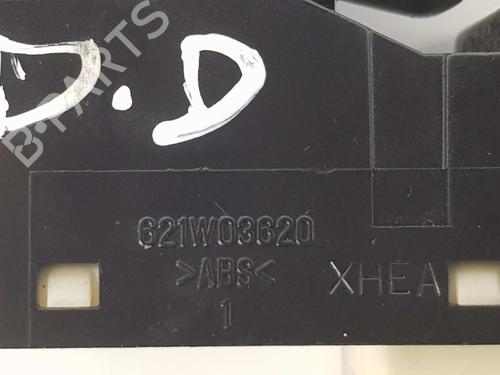 D.D
B-PARTS
621W03620
>ABS< XHEA
1